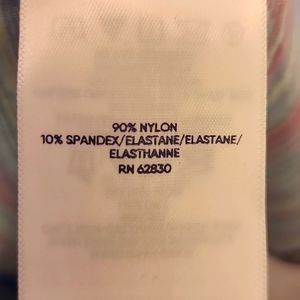 90% NYLON
10% SPANDEX/ELASTANE/ELASTANE/
ELASTHANNE
RN 62830